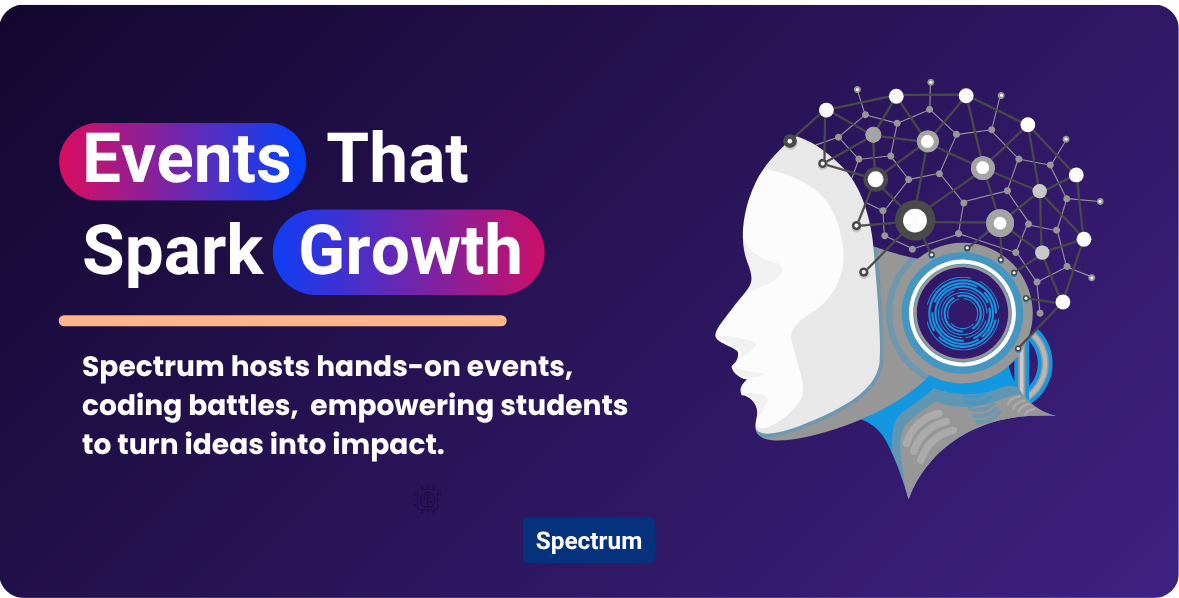 Events That
Spark Growth
Spectrum hosts hands-on events,
coding battles,  empowering students
to turn ideas into impact.
Spectrum